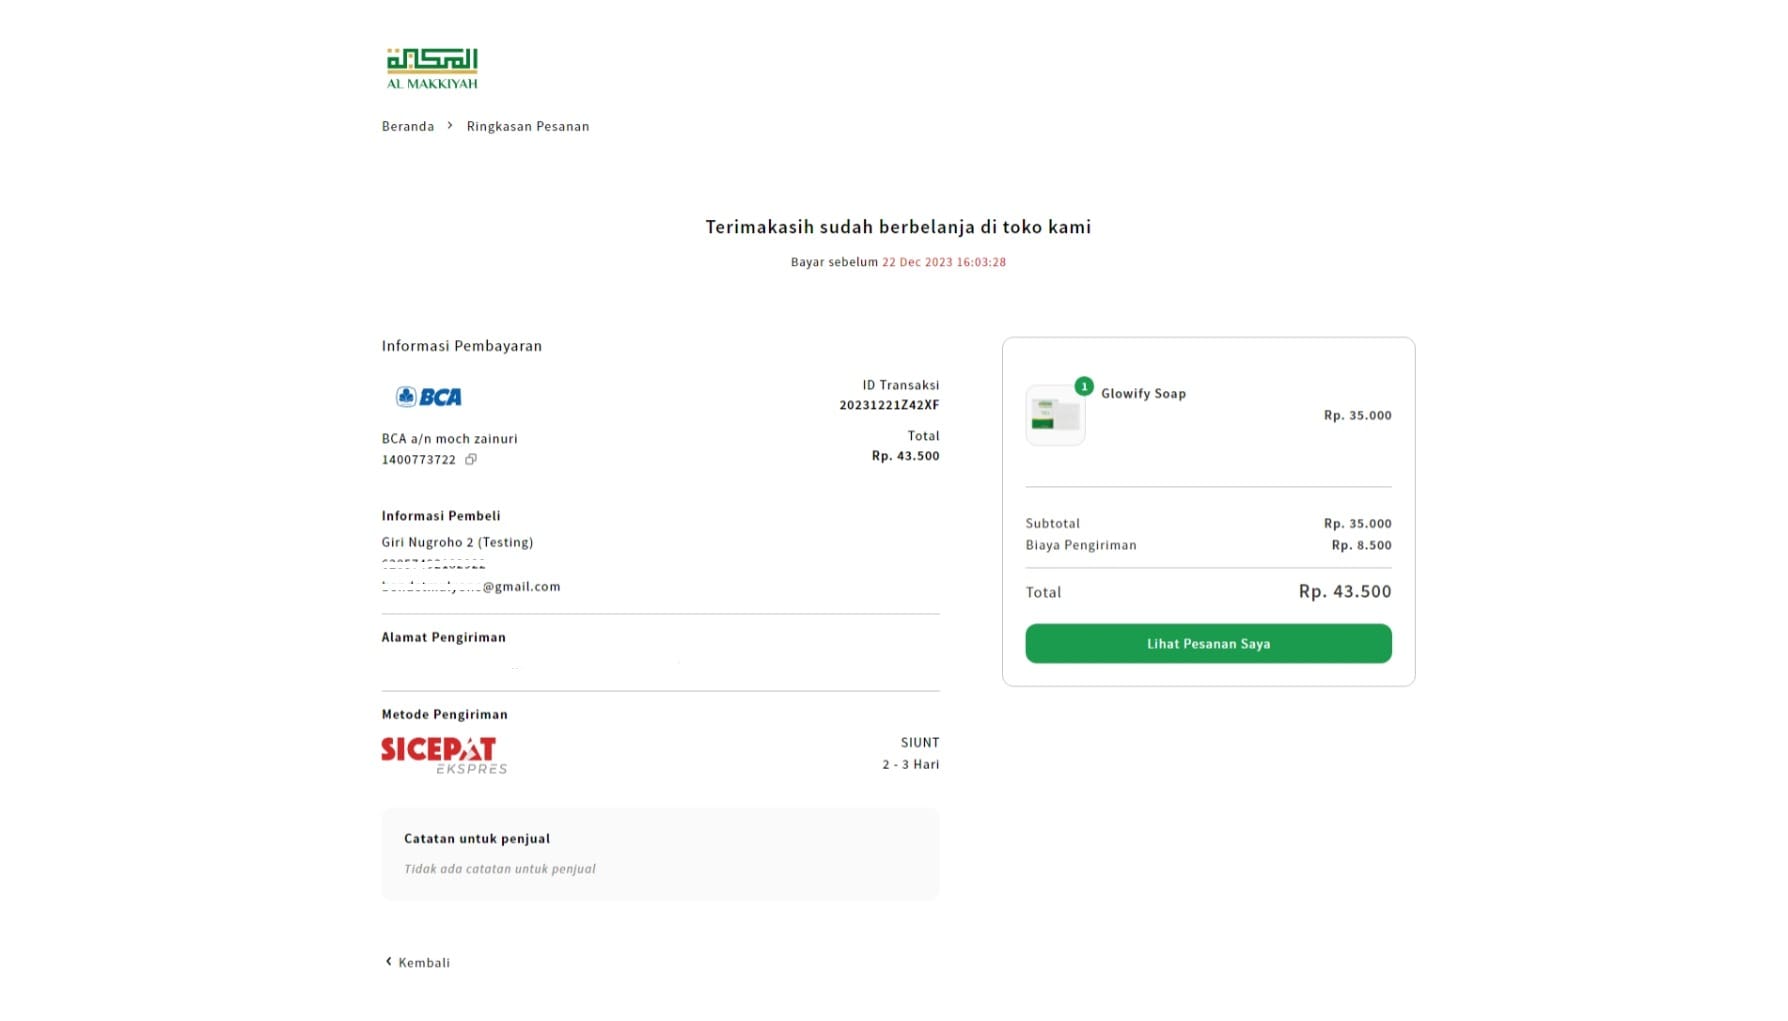 المكية
AL MAKKIYAH
Beranda > Ringkasan Pesanan
Terimakasih sudah berbelanja di toko kami
Bayar sebelum 22 Dec 2023 16:03:28
Informasi Pembayaran
BCA
BCA a/n moch zainuri
1400773722
ID Transaksi
20231221Z42XF
Total
Rp. 43.500
Informasi Pembeli
Giri Nugroho 2 (Testing)
@gmail.com
Alamat Pengiriman
Metode Pengiriman
SICEPAT
EKSPRES
SIUNT
2 - 3 Hari
Catatan untuk penjual
Tidak ada catatan untuk penjual
Kembali
1
Glowify Soap
Rp. 35.000
Subtotal Rp. 35.000
Biaya Pengiriman Rp. 8.500
Total Rp. 43.500
Lihat Pesanan Saya